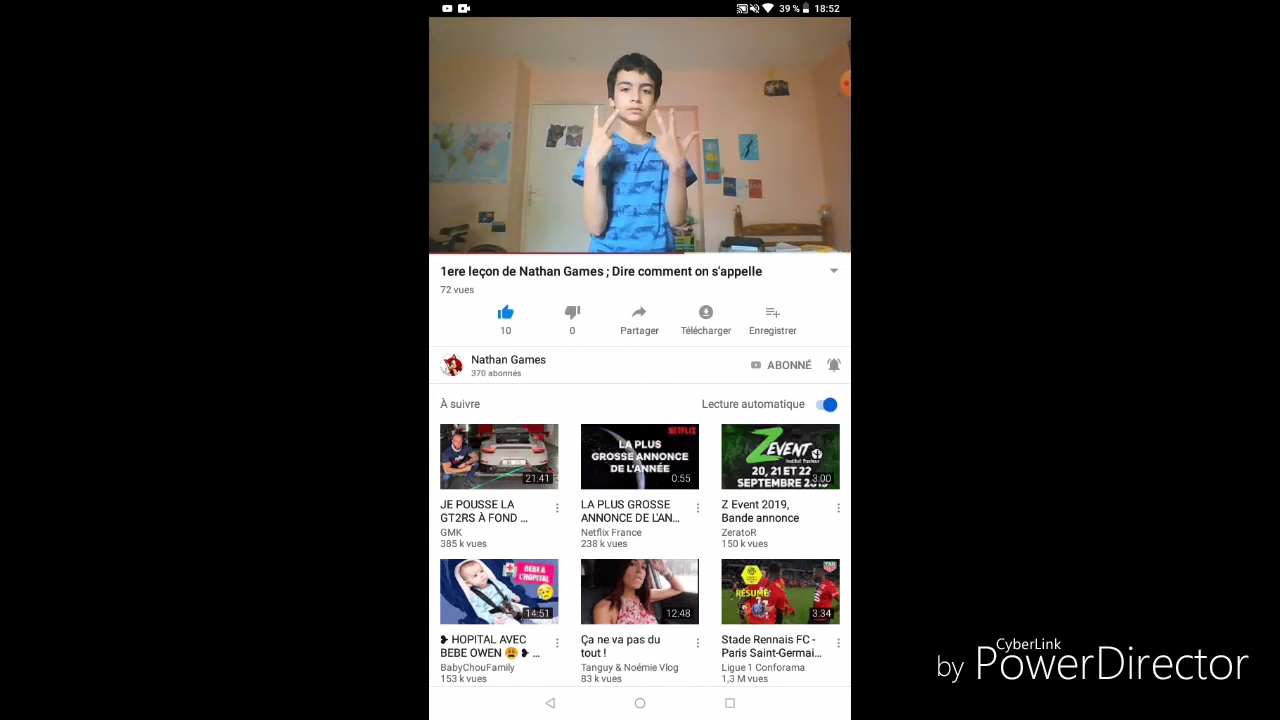 39 % 18:52
1ere leçon de Nathan Games ; Dire comment on s'appelle
72 vues
10
0
Partager
Télécharger
Enregistrer
Nathan Games
370 abonnés
ABONNÉ
À suivre
Lecture automatique
21:41
JE POUSSE LA
GT2RS À FOND ...
GMK
385 k vues
NETFLIX
LA PLUS
GROSSE ANNONCE
DE L'ANNÉE
0:55
LA PLUS GROSSE
ANNONCE DE L'AN...
Netflix France
238 k vues
ZEVENT
Institut Pasteur
20, 21 ET 22
SEPTEMBRE
3:00
Z Event 2019,
Bande annonce
ZeratoR
150 k vues
BÉBÉ À
L'HOPITAL
14:51
❥ HOPITAL AVEC
BEBE OWEN 😩 ❥ ...
BabyChouFamily
153 k vues
12:48
Ça ne va pas du
tout !
Tanguy & Noémie Vlog
83 k vues
RÉSUMÉ
3:34
Stade Rennais FC -
Paris Saint-Germai...
Ligue 1 Conforama
1,3 M vues
CyberLink
by PowerDirector